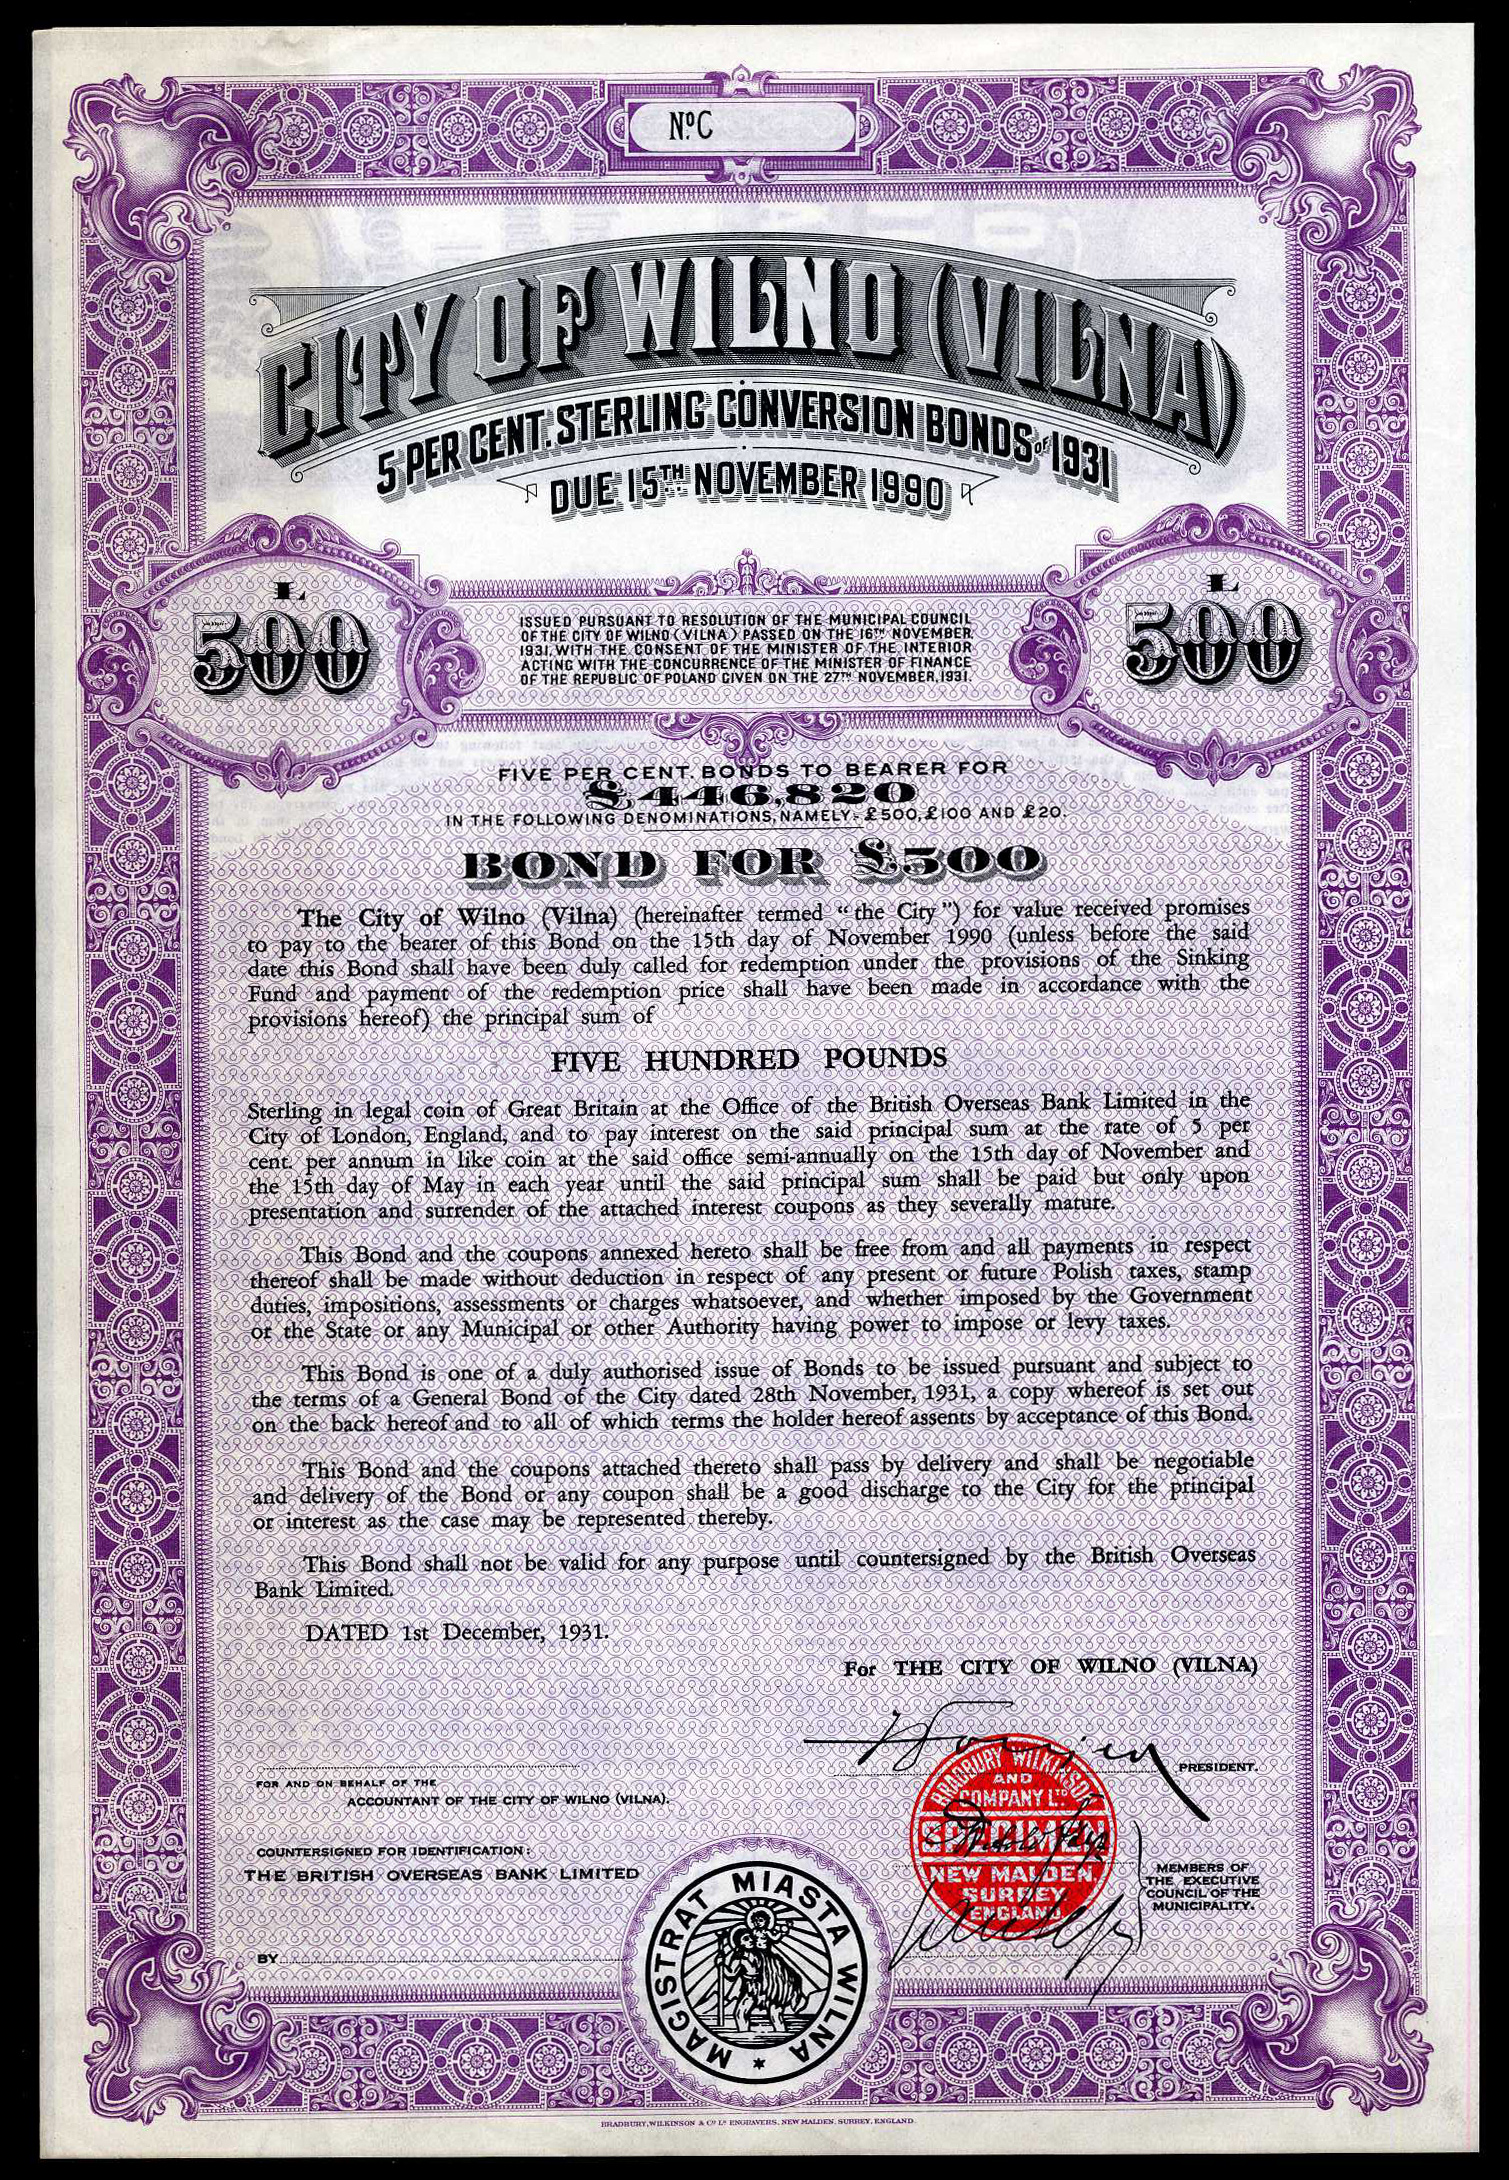 Nº C
CITY OF WILNO (VILNA)
5 PER CENT. STERLING CONVERSION BONDS OF 1931
DUE 15TH NOVEMBER 1990
£
500
£
500
ISSUED PURSUANT TO RESOLUTION OF THE MUNICIPAL COUNCIL
OF THE CITY OF WILNO (VILNA) PASSED ON THE 16TH NOVEMBER,
1931, WITH THE CONSENT OF THE MINISTER OF THE INTERIOR
ACTING WITH THE CONCURRENCE OF THE MINISTER OF FINANCE
OF THE REPUBLIC OF POLAND GIVEN ON THE 27TH NOVEMBER, 1931.
FIVE PER CENT. BONDS TO BEARER FOR
£446,820
IN THE FOLLOWING DENOMINATIONS, NAMELY:- £500, £100 AND £20.
BOND FOR £500
The City of Wilno (Vilna) (hereinafter termed "the City") for value received promises
to pay to the bearer of this Bond on the 15th day of November 1990 (unless before the said
date this Bond shall have been duly called for redemption under the provisions of the Sinking
Fund and payment of the redemption price shall have been made in accordance with the
provisions hereof) the principal sum of
FIVE HUNDRED POUNDS
Sterling in legal coin of Great Britain at the Office of the British Overseas Bank Limited in the
City of London, England, and to pay interest on the said principal sum at the rate of 5 per
cent. per annum in like coin at the said office semi-annually on the 15th day of November and
the 15th day of May in each year until the said principal sum shall be paid but only upon
presentation and surrender of the attached interest coupons as they severally mature.
This Bond and the coupons annexed hereto shall be free from and all payments in respect
thereof shall be made without deduction in respect of any present or future Polish taxes, stamp
duties, impositions, assessments or charges whatsoever, and whether imposed by the Government
or the State or any Municipal or other Authority having power to impose or levy taxes.
This Bond is one of a duly authorised issue of Bonds to be issued pursuant and subject to
the terms of a General Bond of the City dated 28th November, 1931, a copy whereof is set out
on the back hereof and to all of which terms the holder hereof assents by acceptance of this Bond.
This Bond and the coupons attached thereto shall pass by delivery and shall be negotiable
and delivery of the Bond or any coupon shall be a good discharge to the City for the principal
or interest as the case may be represented thereby.
This Bond shall not be valid for any purpose until countersigned by the British Overseas
Bank Limited.
DATED 1st December, 1931.
For THE CITY OF WILNO (VILNA)
PRESIDENT.
FOR AND ON BEHALF OF THE
ACCOUNTANT OF THE CITY OF WILNO (VILNA).
BRADBURY WILKINSON
AND
COMPANY LTD
SPECIMEN
NEW MALDEN,
SURREY
ENGLAND
COUNTERSIGNED FOR IDENTIFICATION:
THE BRITISH OVERSEAS BANK LIMITED
MEMBERS OF
THE EXECUTIVE
COUNCIL OF THE
MUNICIPALITY.
BY
MAGISTRAT MIASTA WILNA
BRADBURY, WILKINSON & Co Ld ENGRAVERS, NEW MALDEN, SURREY, ENGLAND